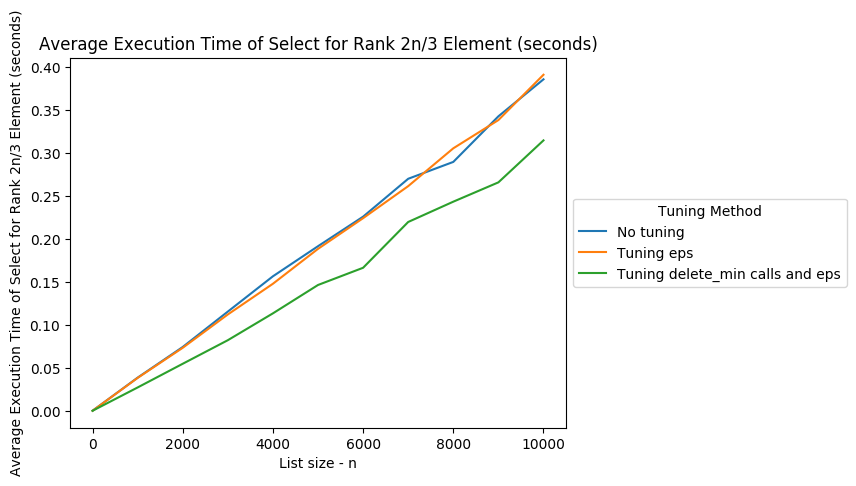 Average Execution Time of Select for Rank 2n/3 Element (seconds)
Average Execution Time of Select for Rank 2n/3 Element (seconds)
0.40
0.35
0.30
0.25
0.20
0.15
0.10
0.05
0.00
0 2000 4000 6000 8000 10000
List size - n
Tuning Method
No tuning
Tuning eps
Tuning delete_min calls and eps